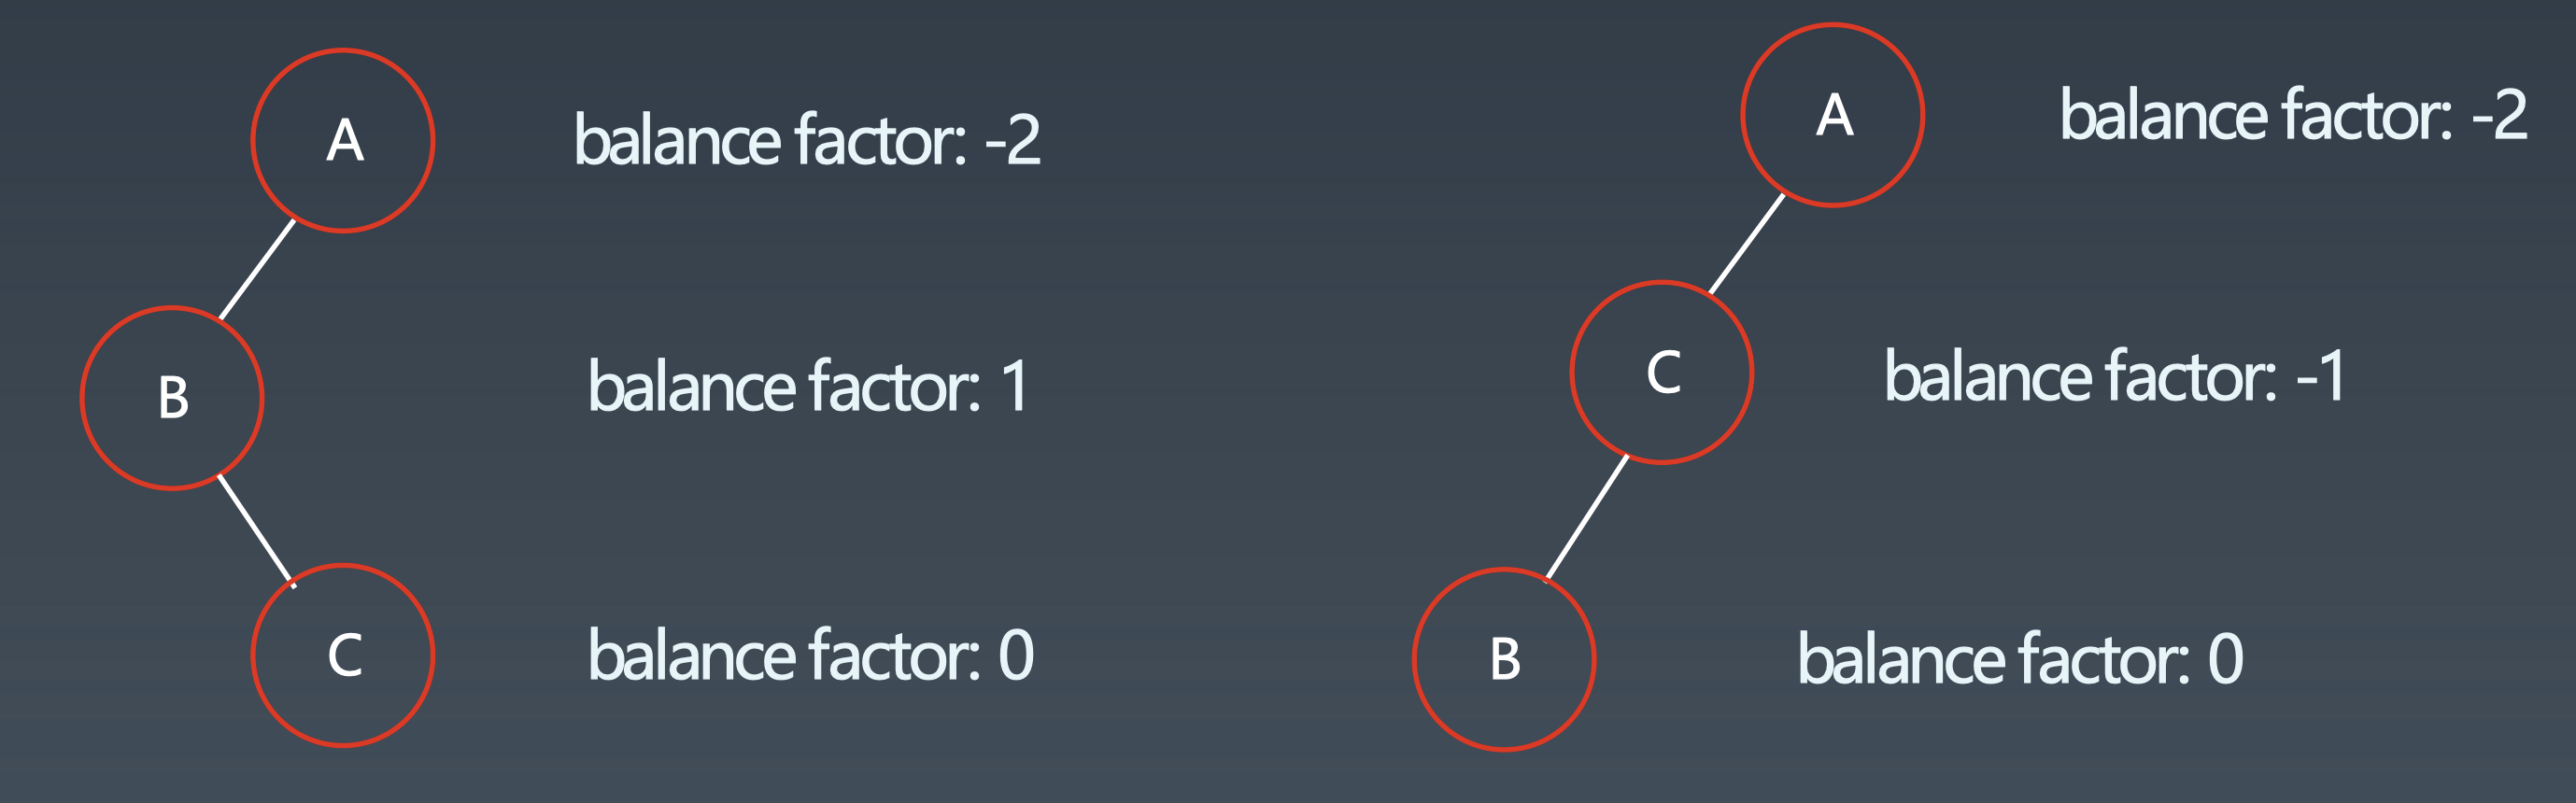 A
balance factor: -2
B
balance factor: 1
C
balance factor: 0
A
balance factor: -2
C
balance factor: -1
B
balance factor: 0